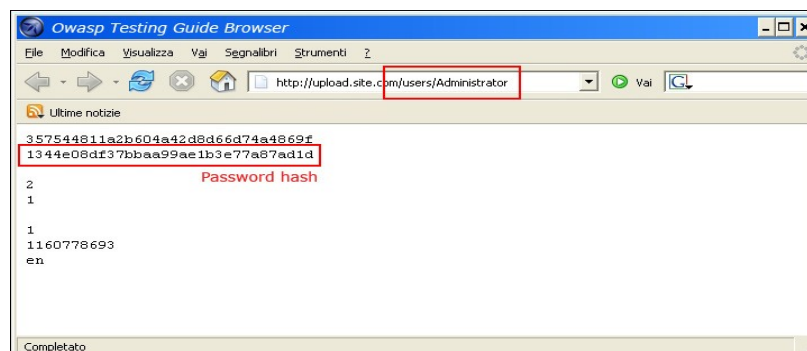 Owasp Testing Guide Browser
File Modifica Visualizza Vai Segnalibri Strumenti ?
http://upload.site.com/users/Administrator Vai G
Ultime notizie
357544811a2b604a42d8d66d74a4869f
1344e08df37bbaa99ae1b3e77a87ad1d
Password hash
2
1
1
1160778693
en
Completato